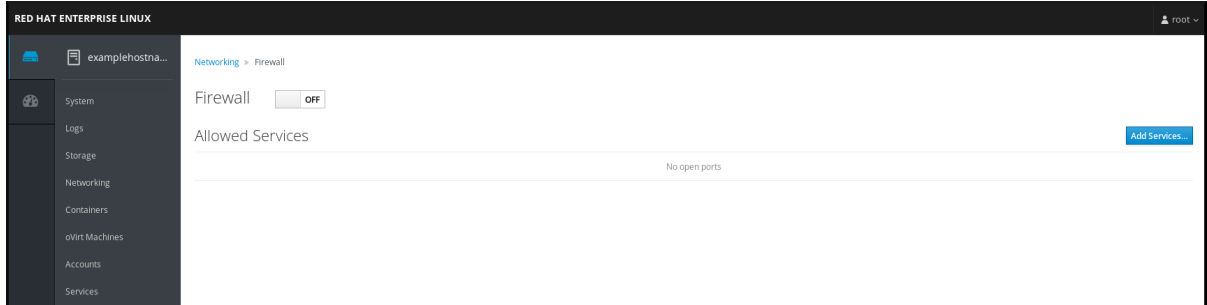 RED HAT ENTERPRISE LINUX
root
examplehostna...
Networking » Firewall
System
Firewall OFF
Logs
Allowed Services
Add Services...
Storage
No open ports
Networking
Containers
oVirt Machines
Accounts
Services